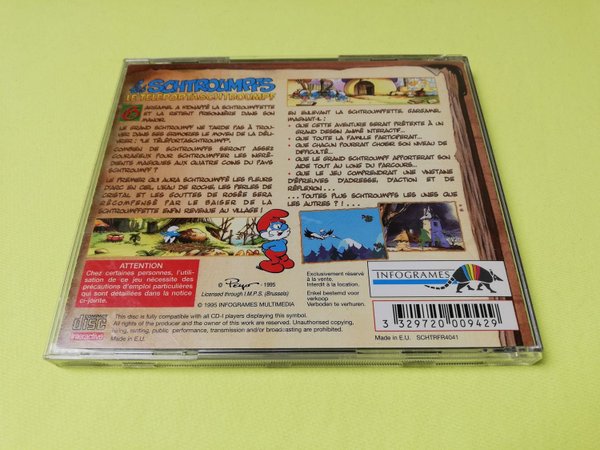 LES SCHTROUMPFS
LE TÉLÉPORTASCHTROUMPF
GARGAMEL A KIDNAPPÉ LA SCHTROUMPFETTE
ET LA RETIENT PRISONNIÈRE DANS SON
MANOIR.
LE GRAND SCHTROUMPF NE TARDE PAS À TROU-
VER DANS SES GRIMOIRES LE MOYEN DE LA DÉLI-
VRER : "LE TÉLÉPORTASCHTROUMPF".
COMBIEN DE SCHTROUMPFS SERONT ASSEZ
COURAGEUX POUR SCHTROUMPFER LES INGRÉ-
DIENTS MAGIQUES AUX QUATRE COINS DU PAYS
SCHTROUMPF ?
LE PREMIER QUI AURA SCHTROUMPFÉ LES FLEURS
D'ARC EN CIEL, L'EAU DE ROCHE, LES PERLES DE
CRISTAL ET LES GOUTTES DE ROSÉE SERA
RÉCOMPENSÉ PAR LE BAISER DE LA
SCHTROUMPFETTE ENFIN REVENUE AU VILLAGE !
EN ENLEVANT LA SCHTROUMPFETTE, GARGAMEL
IMAGINAIT-IL :
- QUE CETTE AVENTURE SERAIT PRÉTEXTE À UN
GRAND DESSIN ANIMÉ INTERACTIF...
- QUE TOUTE LA FAMILLE PARTICIPERAIT...
- QUE CHACUN POURRAIT CHOISIR SON NIVEAU DE
DIFFICULTÉ...
- QUE LE GRAND SCHTROUMPF APPORTERAIT SON
AIDE TOUT AU LONG DU PARCOURS...
- QUE LE JEU COMPRENDRAIT UNE VINGTAINE
D'ÉPREUVES D'ADRESSE, D'ACTION ET DE
RÉFLEXION...
... TOUTES PLUS SCHTROUMPFS LES UNES QUE
LES AUTRES ? ! ...
ATTENTION
Chez certaines personnes, l'utili-
sation de ce jeu nécessite des
précautions d'emploi particulières
qui sont détaillées dans la notice
ci-jointe.
© Peyo - 1995
Licensed through I.M.P.S. (Brussels)
© 1995 INFOGRAMES MULTIMEDIA
Exclusivement réservé
à la vente.
Interdit à la location.
Enkel bestemd voor
verkoop
Verboden te verhuren.
INFOGRAMES
COMPACT
disc
Interactive
This disc is fully compatible with all CD-I players displaying this symbol.
All rights of the producer and the owner of this work are reserved. Unauthorised copying,
hiring, renting, public performance, transmission and/or broadcasting are prohibited.
Made in E.U.
3 329720 009429
Made in E.U. SCHTRFR4041